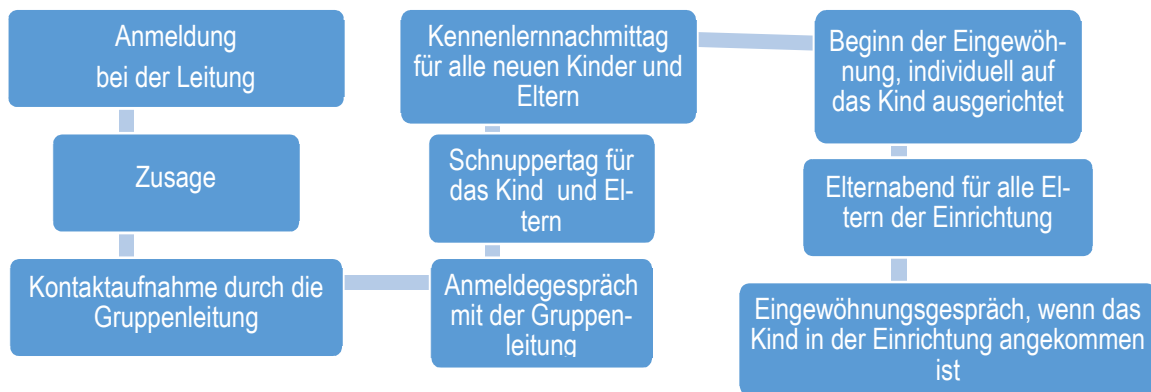 Anmeldung
bei der Leitung
Zusage
Kontaktaufnahme durch die
Gruppenleitung
Anmeldegespräch
mit der Gruppen-
leitung
Schnuppertag für
das Kind und El-
tern
Kennenlernnachmittag
für alle neuen Kinder und
Eltern
Beginn der Eingewöh-
nung, individuell auf
das Kind ausgerichtet
Elternabend für alle El-
tern der Einrichtung
Eingewöhnungsgespräch, wenn das
Kind in der Einrichtung angekommen
ist